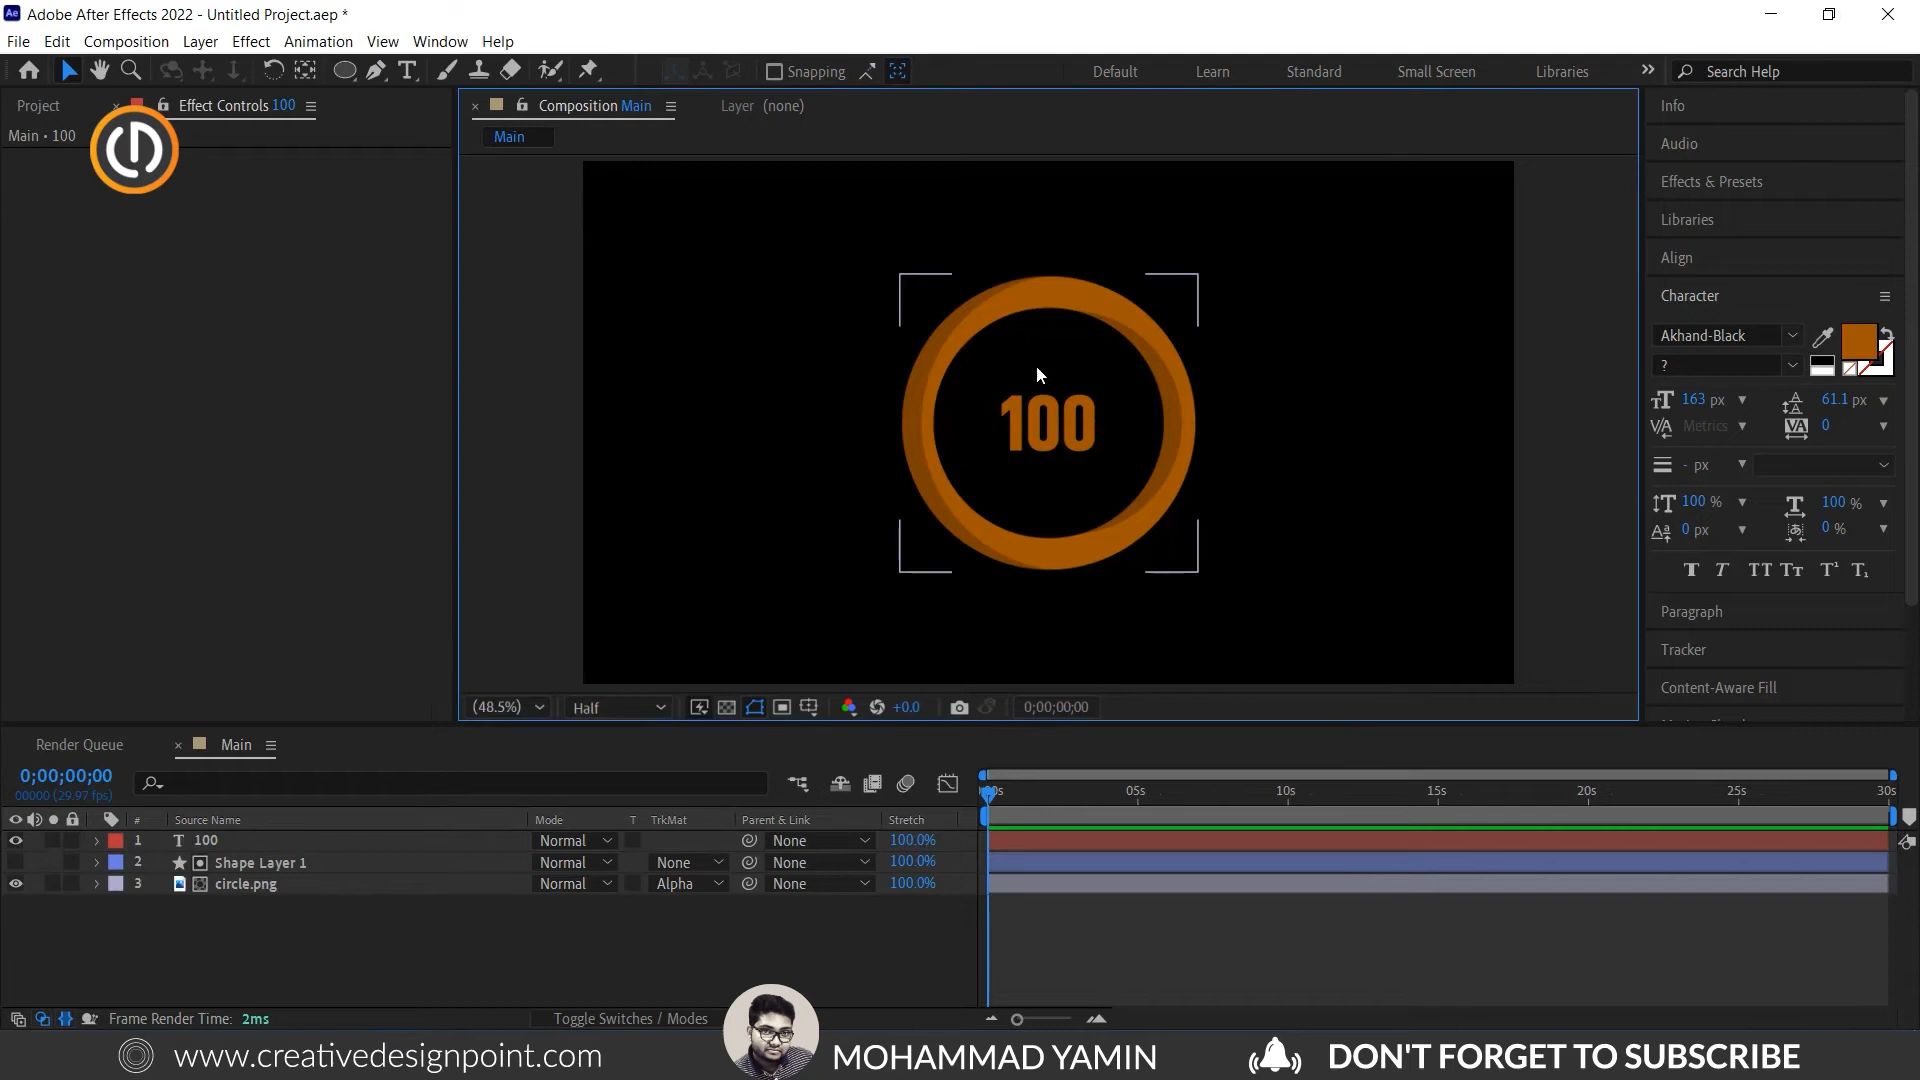 Adobe After Effects 2022 - Untitled Project.aep *
File Edit Composition Layer Effect Animation View Window Help
Snapping Default Learn Standard Small Screen Libraries Search Help
Project Effect Controls 100
Main • 100
Composition Main Layer (none)
Main
100
(48.5%) Half +0.0 0;00;00;00
Info
Audio
Effects & Presets
Libraries
Align
Character
Akhand-Black
?
163 px 61.1 px
Metrics 0
- px
100 % 100 %
0 px 0 %
Paragraph
Tracker
Content-Aware Fill
Render Queue Main
0;00;00;00
00000 (29.97 fps)
05s 10s 15s 20s 25s 30s
# Source Name Mode T TrkMat Parent & Link Stretch
1 T 100 Normal None 100.0%
2 Shape Layer 1 Normal None None 100.0%
3 circle.png Normal Alpha None 100.0%
Frame Render Time: 2ms Toggle Switches / Modes
www.creativedesignpoint.com MOHAMMAD YAMIN DON'T FORGET TO SUBSCRIBE